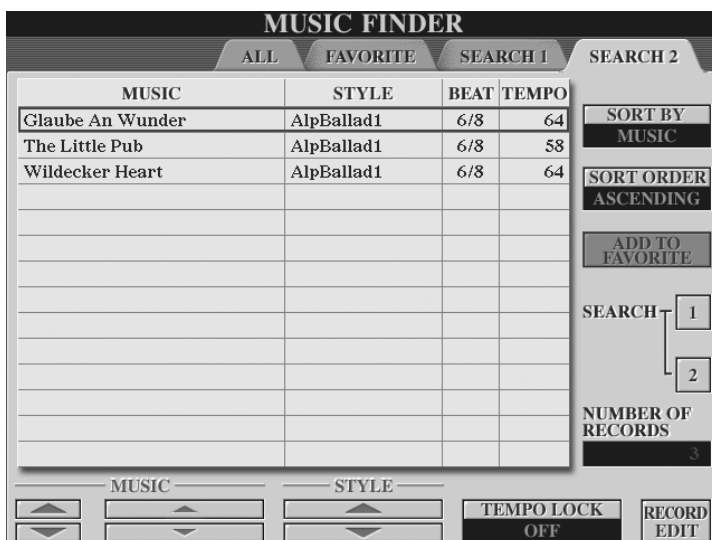 MUSIC FINDER
ALL FAVORITE SEARCH 1 SEARCH 2
MUSIC STYLE BEAT TEMPO
Glaube An Wunder AlpBallad1 6/8 64
The Little Pub AlpBallad1 6/8 58
Wildecker Heart AlpBallad1 6/8 64
SORT BY
MUSIC
SORT ORDER
ASCENDING
ADD TO
FAVORITE
SEARCH 1
2
NUMBER OF
RECORDS
3
MUSIC STYLE
TEMPO LOCK
OFF
RECORD
EDIT